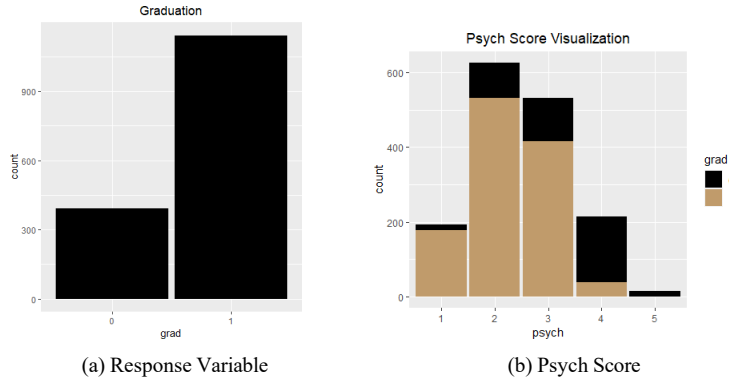 Graduation
900
600
300
0
count
0 1
grad
(a) Response Variable
Psych Score Visualization
600
400
200
0
count
1 2 3 4 5
psych
grad
(b) Psych Score